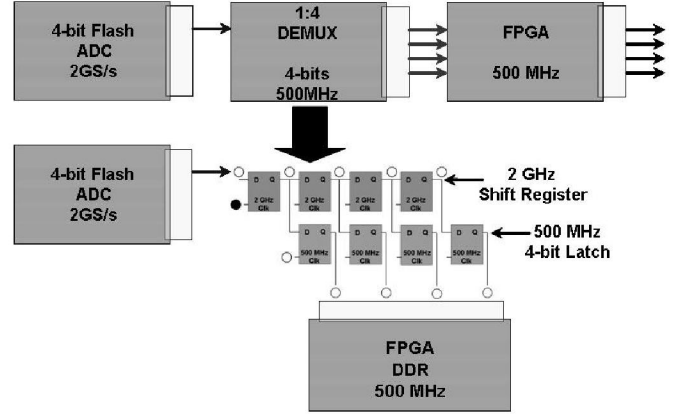 4-bit Flash
ADC
2GS/s
1:4
DEMUX
4-bits
500MHz
FPGA
500 MHz
4-bit Flash
ADC
2GS/s
D Q
2 GHz
Clk
D Q
2 GHz
Clk
D Q
2 GHz
Clk
D Q
2 GHz
Clk
2 GHz
Shift Register
D Q
500 MHz
Clk
D Q
500 MHz
Clk
D Q
500 MHz
Clk
D Q
500 MHz
Clk
500 MHz
4-bit Latch
FPGA
DDR
500 MHz